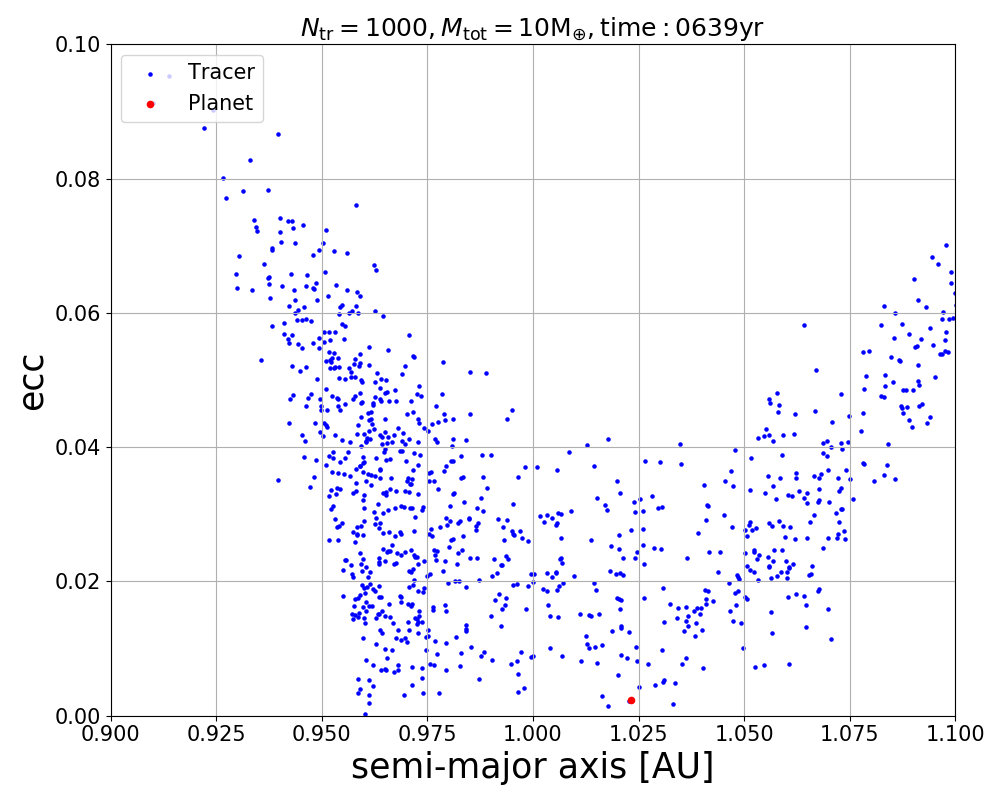 N_tr = 1000, M_tot = 10M_⊕, time : 0639yr
0.10
Tracer
Planet
0.08
0.06
ecc
0.04
0.02
0.00
0.900 0.925 0.950 0.975 1.000 1.025 1.050 1.075 1.100
semi-major axis [AU]